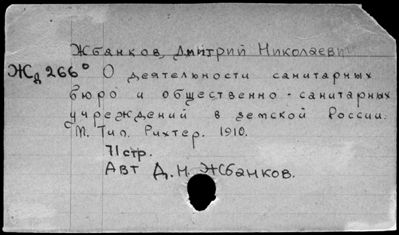 Жбанков, Дмитрий Николаевич
Жд 266° О деятельности санитарных
бюро и общественно-санитарных
учреждений в земской России.
М. Тип. Рихтер. 1910.
71 стр.
Авт Д. Н. Жбанков.